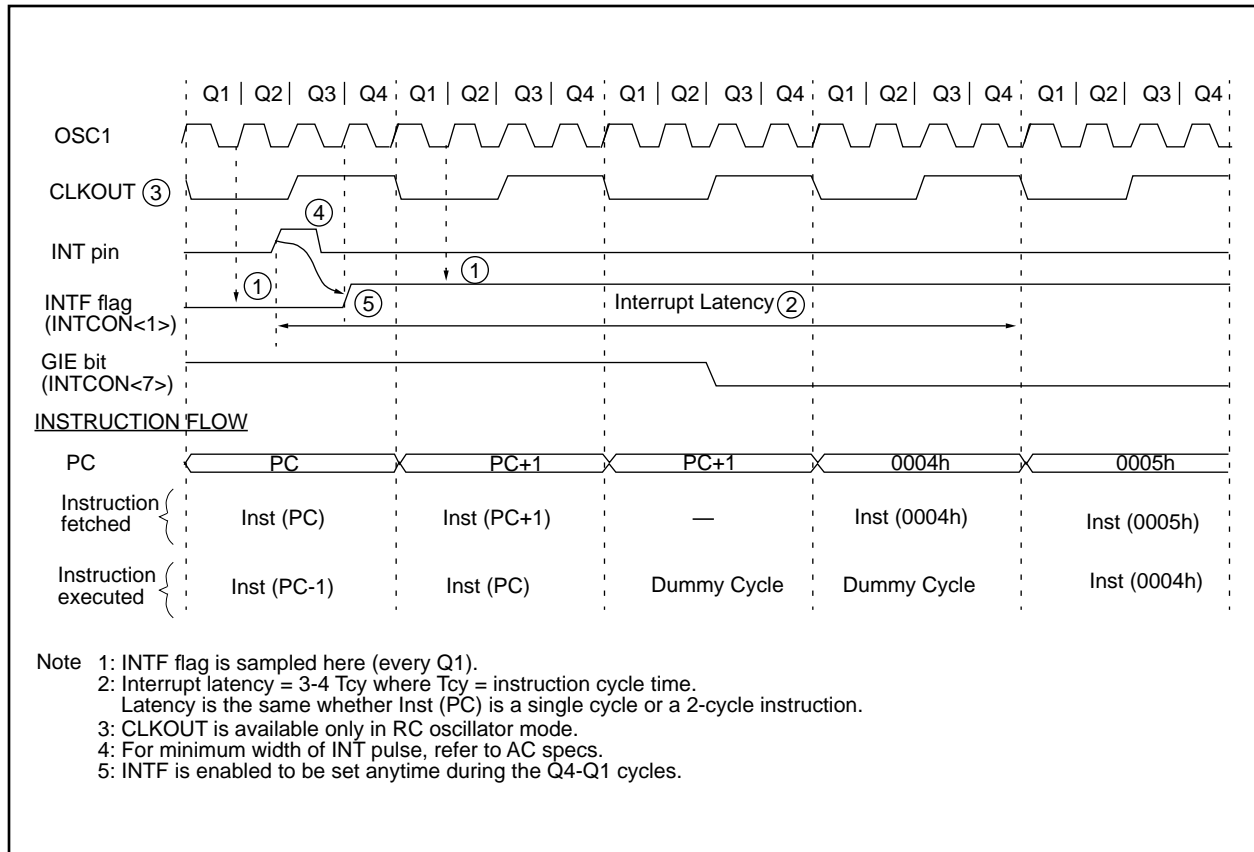 Q1 | Q2 | Q3 | Q4 Q1 | Q2 | Q3 | Q4 Q1 | Q2 | Q3 | Q4 Q1 | Q2 | Q3 | Q4 Q1 | Q2 | Q3 | Q4
OSC1
CLKOUT ③
④
INT pin
① ①
INTF flag
(INTCON<1>)
⑤
Interrupt Latency ②
GIE bit
(INTCON<7>)
INSTRUCTION FLOW
PC PC PC+1 PC+1 0004h 0005h
Instruction
fetched
Inst (PC) Inst (PC+1) — Inst (0004h) Inst (0005h)
Instruction
executed
Inst (PC-1) Inst (PC) Dummy Cycle Dummy Cycle Inst (0004h)
Note 1: INTF flag is sampled here (every Q1).
2: Interrupt latency = 3-4 Tcy where Tcy = instruction cycle time.
Latency is the same whether Inst (PC) is a single cycle or a 2-cycle instruction.
3: CLKOUT is available only in RC oscillator mode.
4: For minimum width of INT pulse, refer to AC specs.
5: INTF is enabled to be set anytime during the Q4-Q1 cycles.